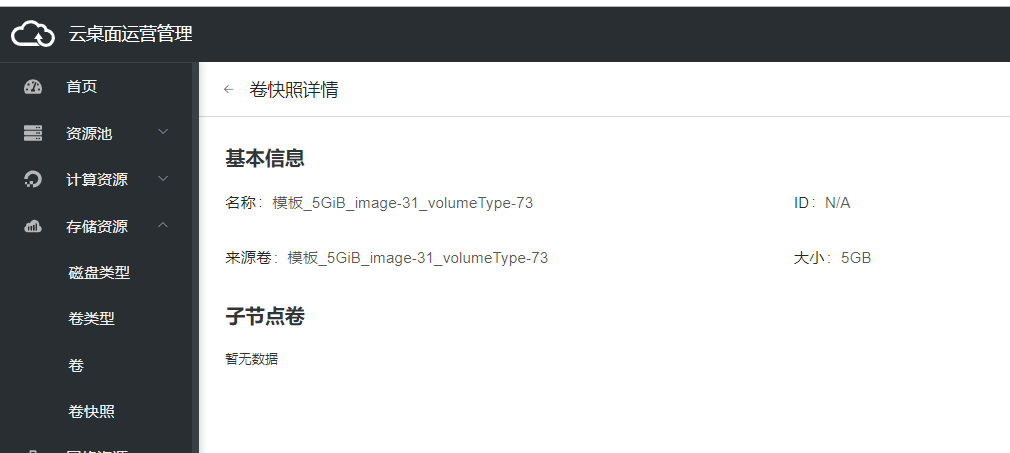 云桌面运营管理
首页
资源池
计算资源
存储资源
磁盘类型
卷类型
卷
卷快照
卷快照详情
基本信息
名称：模板_5GiB_image-31_volumeType-73
ID：N/A
来源卷：模板_5GiB_image-31_volumeType-73
大小：5GB
子节点卷
暂无数据